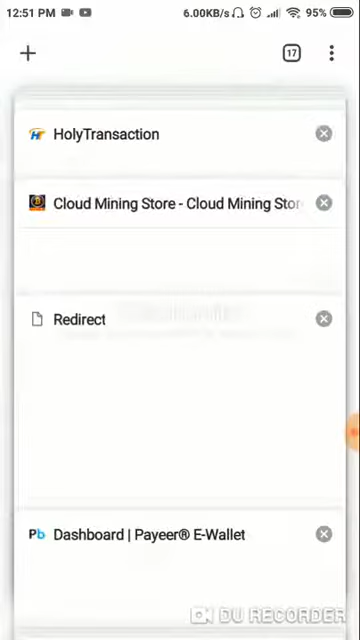 12:51 PM 6.00KB/s 95%
17
HolyTransaction
Cloud Mining Store - Cloud Mining Stor
Redirect
Pb Dashboard | Payeer® E-Wallet
DU RECORDER